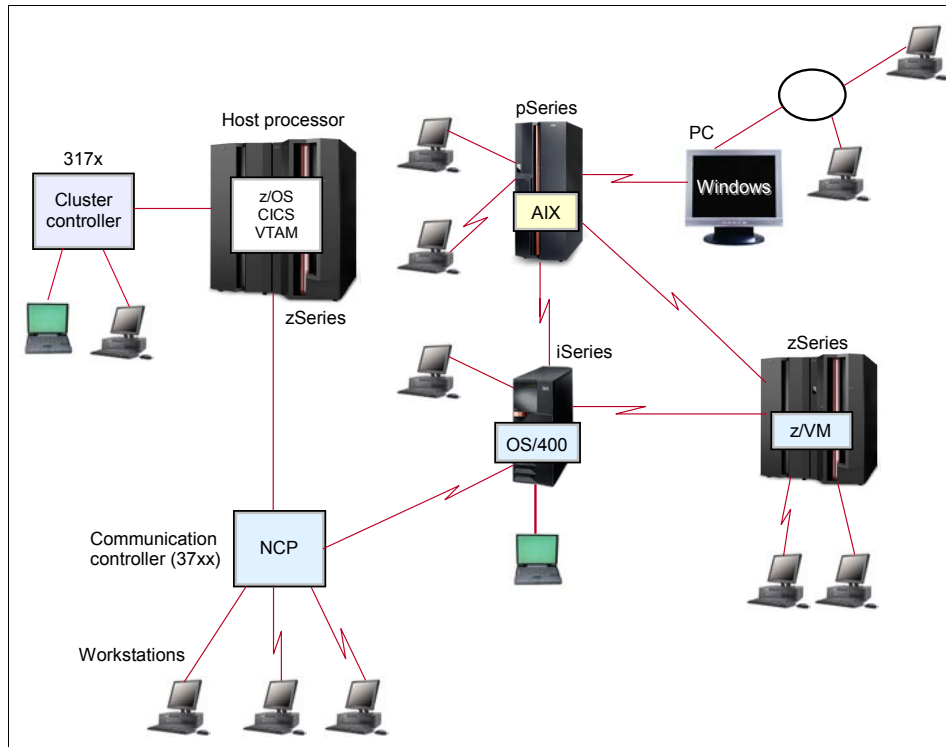 pSeries
Host processor
PC
317x
Cluster
controller
z/OS
CICS
VTAM
AIX
Windows
zSeries
iSeries
zSeries
OS/400
z/VM
Communication
controller (37xx)
NCP
Workstations